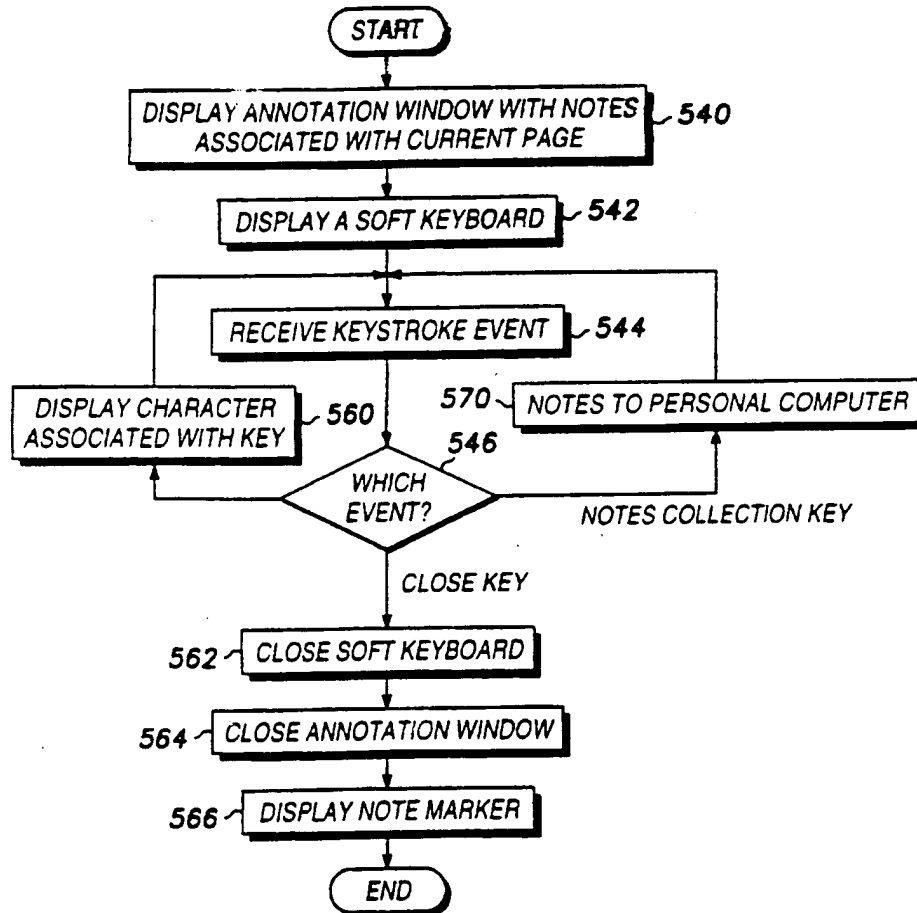 START
DISPLAY ANNOTATION WINDOW WITH NOTES
ASSOCIATED WITH CURRENT PAGE
540
DISPLAY A SOFT KEYBOARD
542
RECEIVE KEYSTROKE EVENT
544
DISPLAY CHARACTER
ASSOCIATED WITH KEY
560
570
NOTES TO PERSONAL COMPUTER
546
WHICH
EVENT?
NOTES COLLECTION KEY
CLOSE KEY
562
CLOSE SOFT KEYBOARD
564
CLOSE ANNOTATION WINDOW
566
DISPLAY NOTE MARKER
END